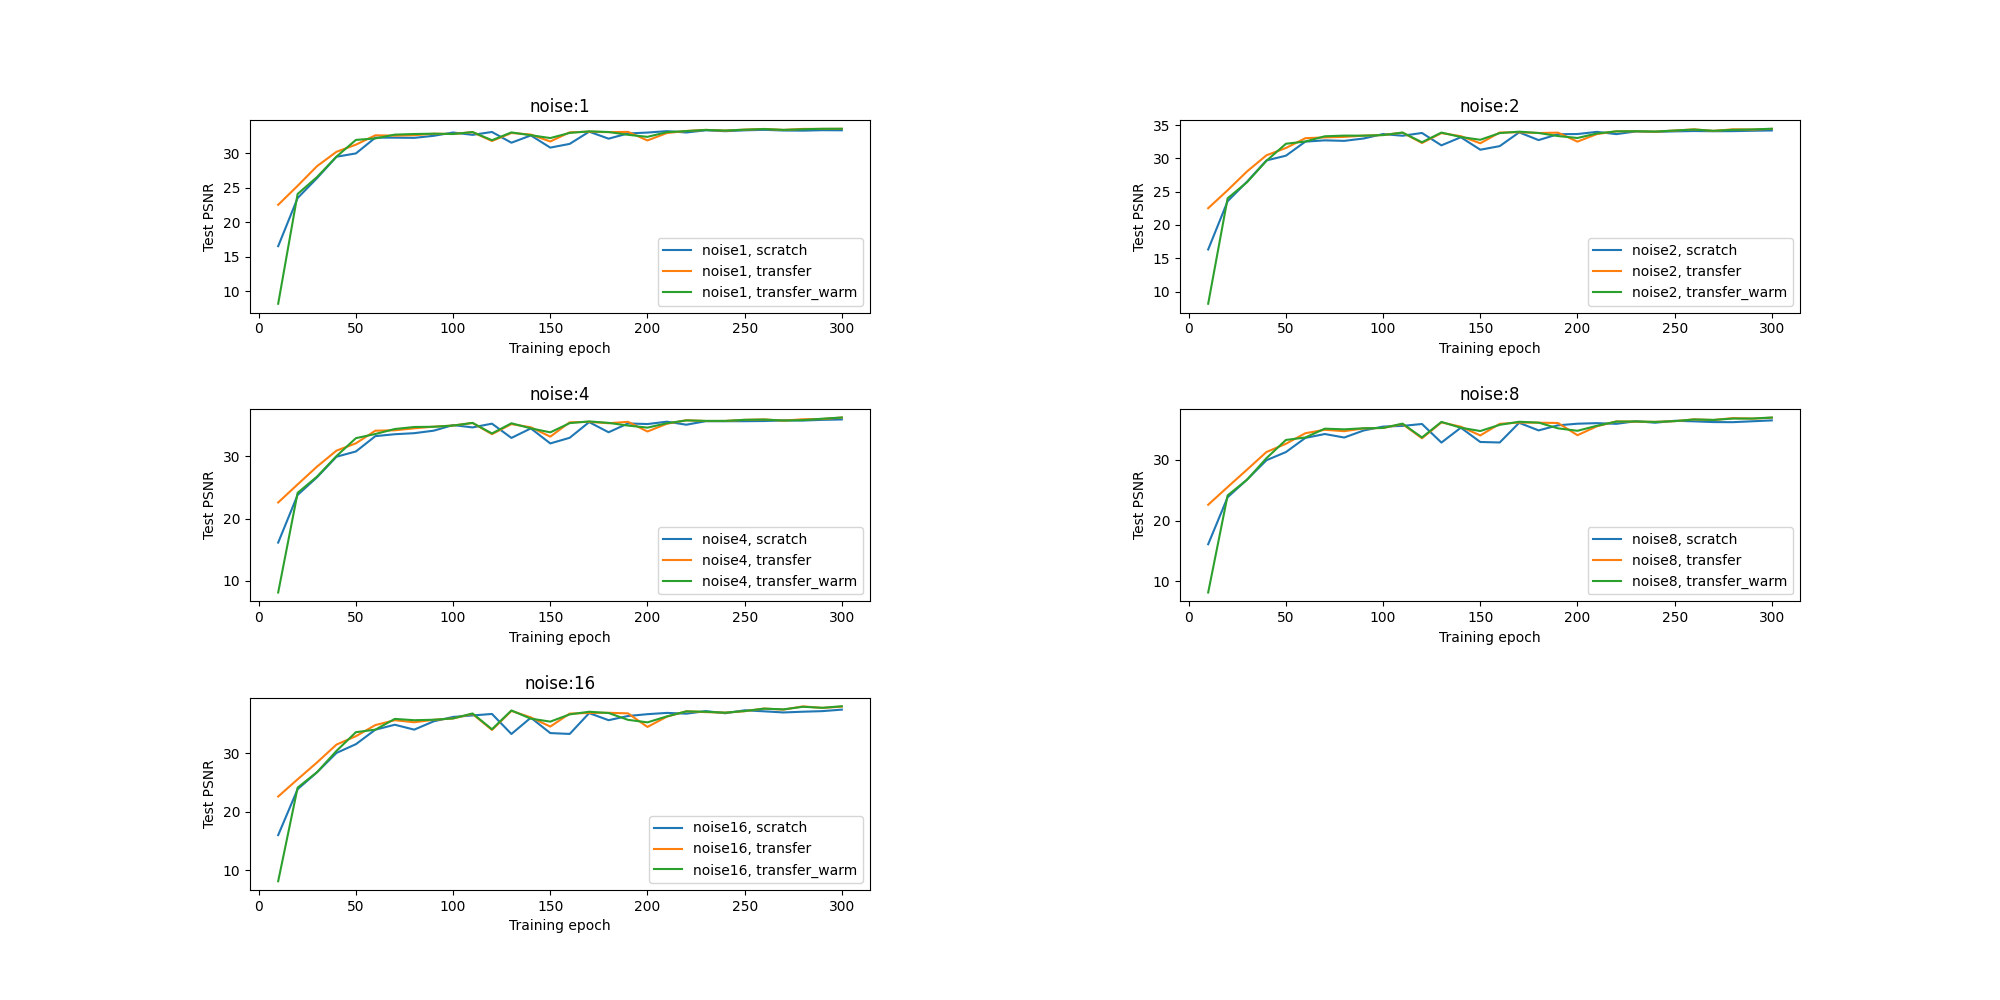 noise:1
30
25
20
15
10
Test PSNR
noise1, scratch
noise1, transfer
noise1, transfer_warm
0 50 100 150 200 250 300
Training epoch
noise:2
35
30
25
20
15
10
Test PSNR
noise2, scratch
noise2, transfer
noise2, transfer_warm
0 50 100 150 200 250 300
Training epoch
noise:4
30
20
10
Test PSNR
noise4, scratch
noise4, transfer
noise4, transfer_warm
0 50 100 150 200 250 300
Training epoch
noise:8
30
20
10
Test PSNR
noise8, scratch
noise8, transfer
noise8, transfer_warm
0 50 100 150 200 250 300
Training epoch
noise:16
30
20
10
Test PSNR
noise16, scratch
noise16, transfer
noise16, transfer_warm
0 50 100 150 200 250 300
Training epoch